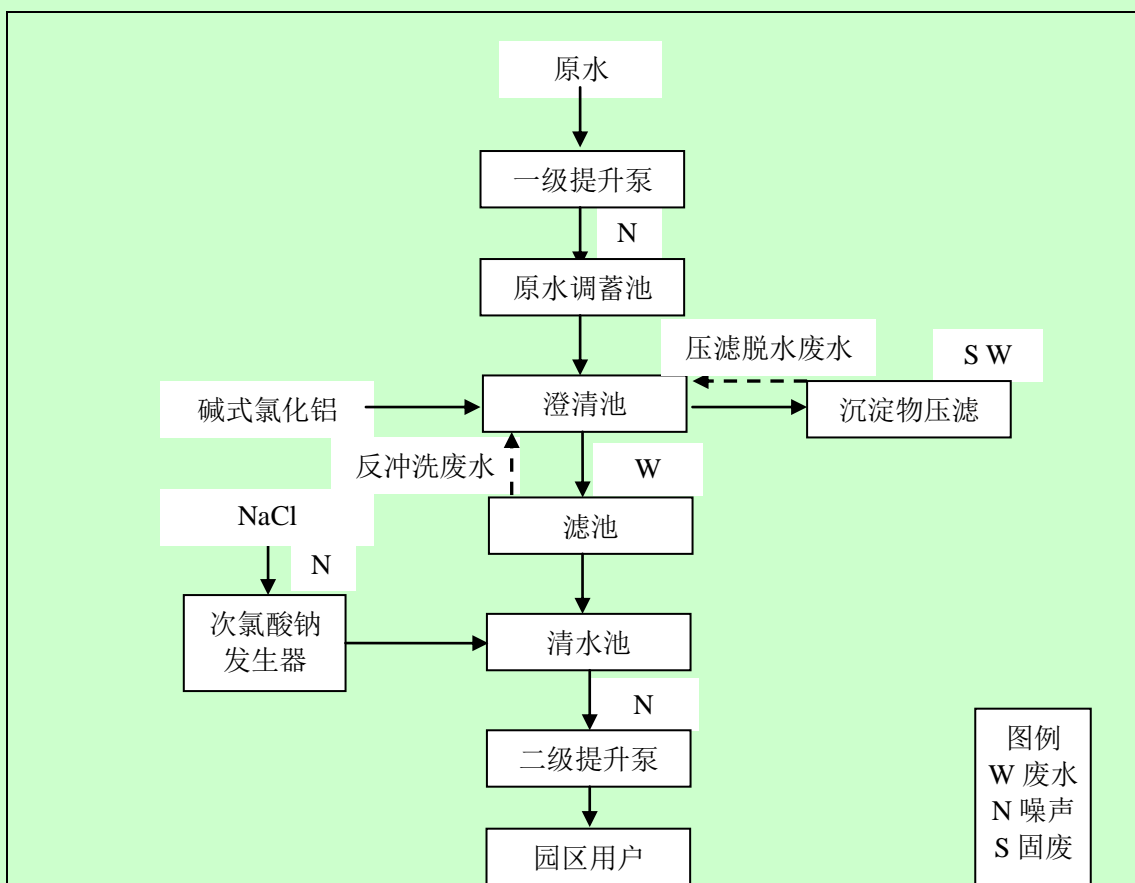 原水
一级提升泵
N
原水调蓄池
压滤脱水废水
S W
碱式氯化铝
澄清池
沉淀物压滤
反冲洗废水
W
NaCl
滤池
N
次氯酸钠
发生器
清水池
N
二级提升泵
园区用户
图例
W 废水
N 噪声
S 固废